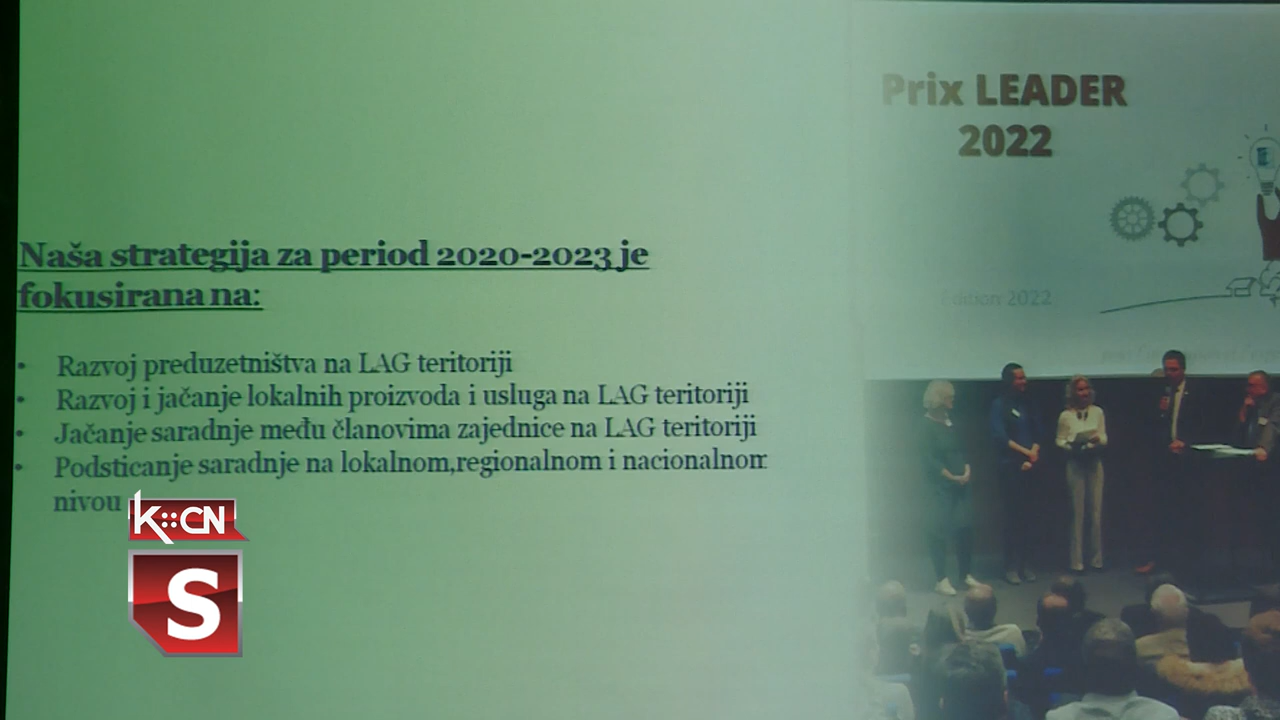 Naša strategija za period 2020-2023 je
fokusirana na:
• Razvoj preduzetništva na LAG teritoriji
• Razvoj i jačanje lokalnih proizvoda i usluga na LAG teritoriji
• Jačanje saradnje među članovima zajednice na LAG teritoriji
• Podsticanje saradnje na lokalnom,regionalnom i nacionalnom
nivou
Prix LEADER
2022
Edition 2022
K::CN
S